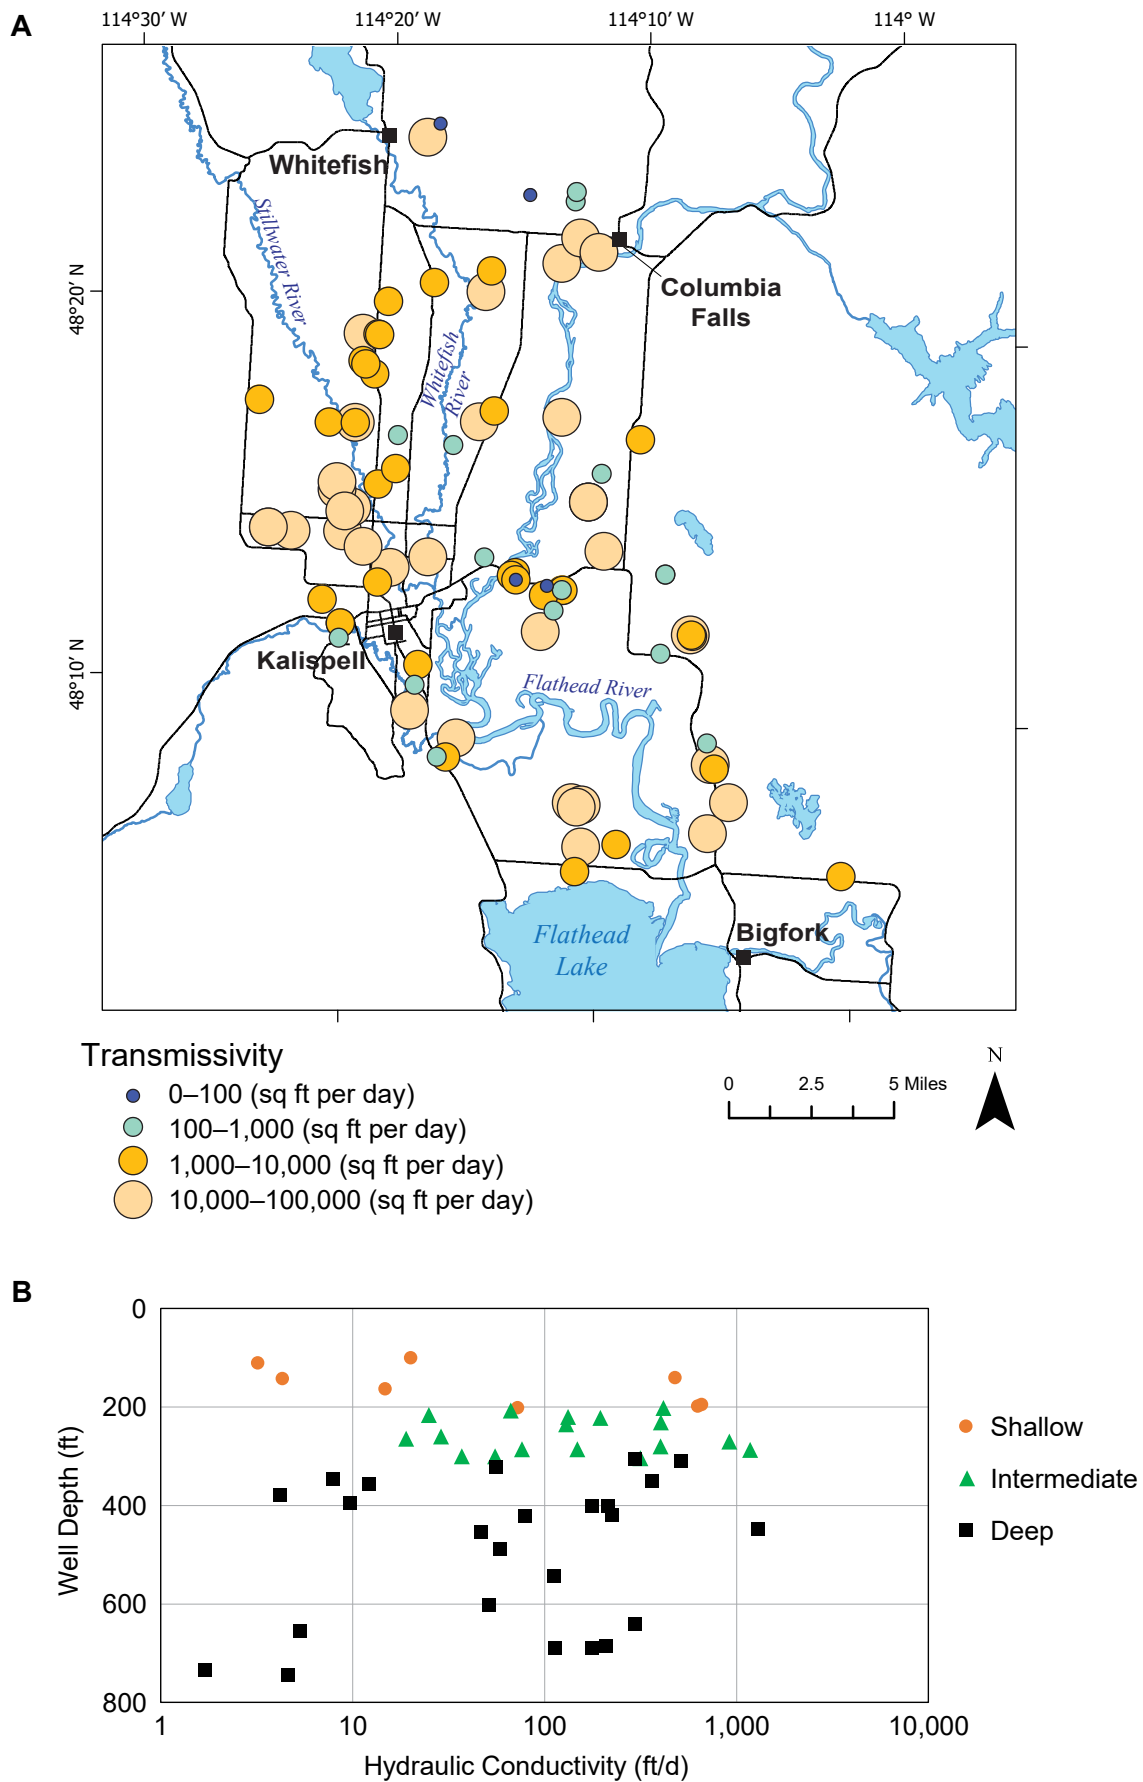 A
114°30′ W
114°20′ W
114°10′ W
114° W
Whitefish
Stillwater River
Columbia
Falls
48°20′ N
Whitefish
River
48°10′ N
Kalispell
Flathead River
Flathead
Lake
Bigfork
Transmissivity
0–100 (sq ft per day)
100–1,000 (sq ft per day)
1,000–10,000 (sq ft per day)
10,000–100,000 (sq ft per day)
0 2.5 5 Miles
N
B
0
200
400
600
800
Well Depth (ft)
1 10 100 1,000 10,000
Hydraulic Conductivity (ft/d)
Shallow
Intermediate
Deep